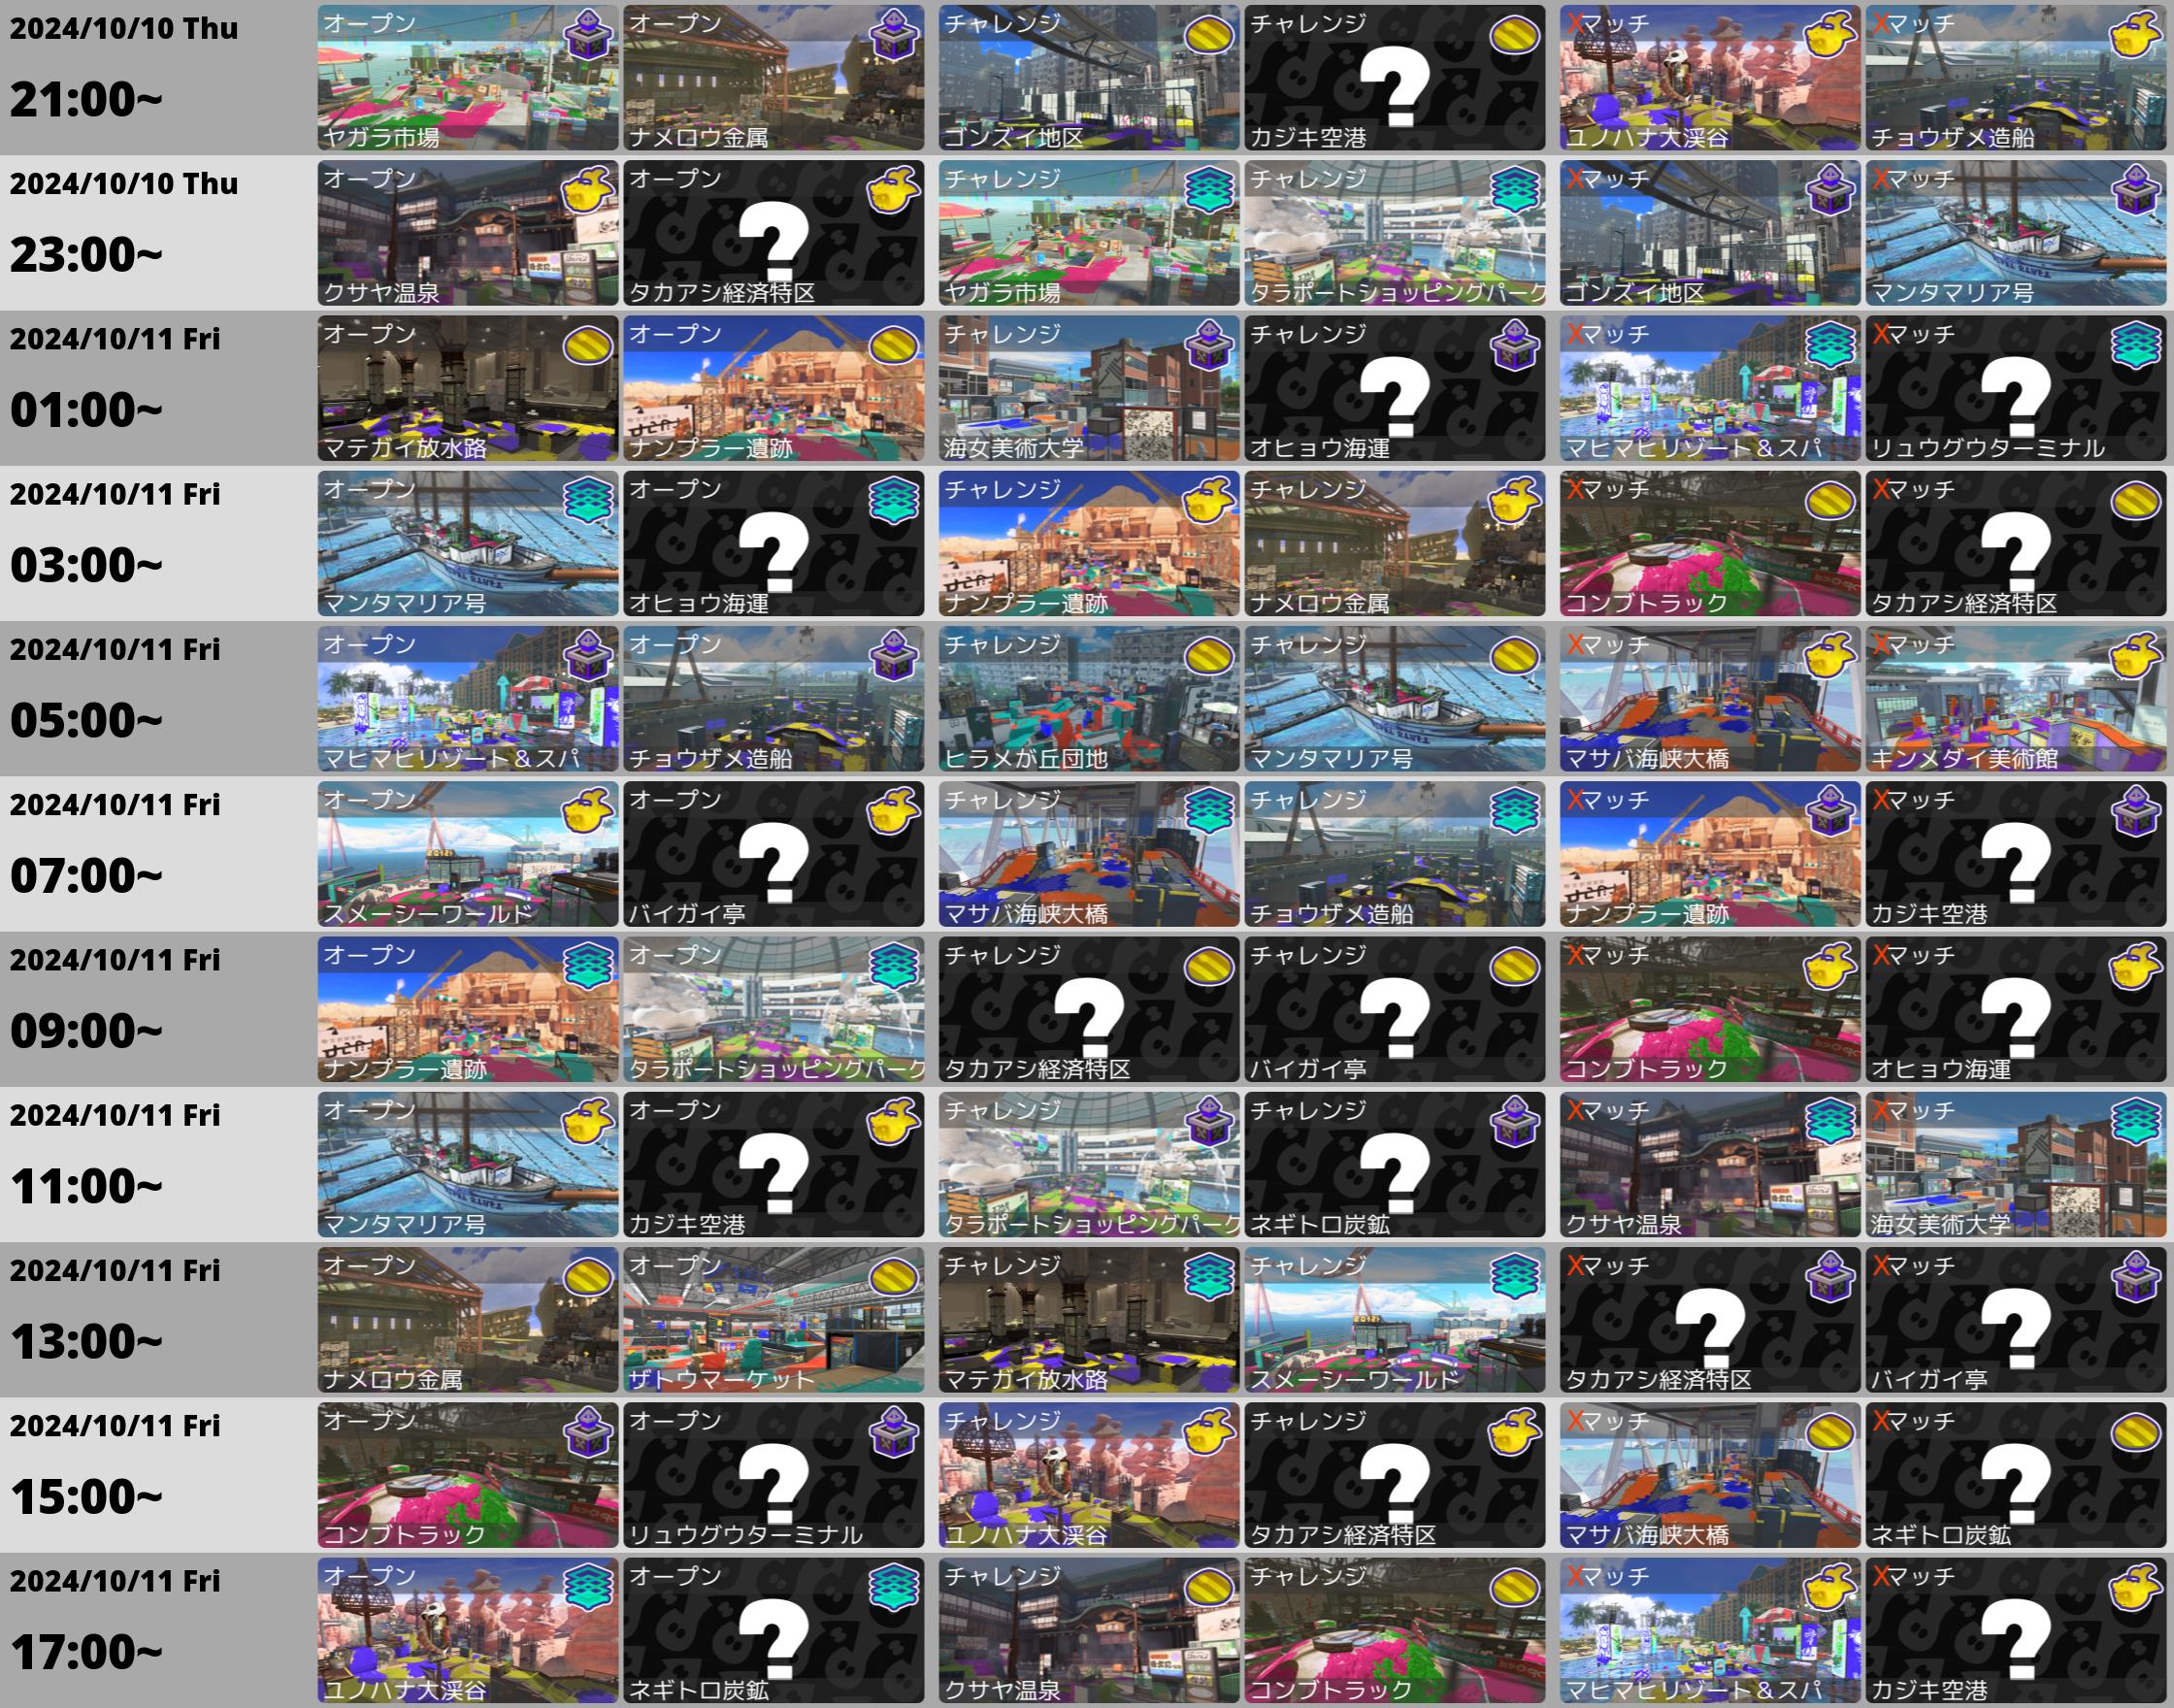 2024/10/10 Thu
21:00~
オープン
ヤガラ市場
オープン
ナメロウ金属
チャレンジ
ゴンズイ地区
チャレンジ
?
カジキ空港
Xマッチ
ユノハナ大渓谷
Xマッチ
チョウザメ造船
2024/10/10 Thu
23:00~
オープン
クサヤ温泉
オープン
?
タカアシ経済特区
チャレンジ
ヤガラ市場
チャレンジ
タラポートショッピングパーク
Xマッチ
ゴンズイ地区
Xマッチ
マンタマリア号
2024/10/11 Fri
01:00~
オープン
マテガイ放水路
オープン
ナンプラー遺跡
チャレンジ
海女美術大学
チャレンジ
?
オヒョウ海運
Xマッチ
マヒマヒリゾート&スパ
Xマッチ
?
リュウグウターミナル
2024/10/11 Fri
03:00~
オープン
マンタマリア号
オープン
?
オヒョウ海運
チャレンジ
ナンプラー遺跡
チャレンジ
ナメロウ金属
Xマッチ
コンブトラック
Xマッチ
?
タカアシ経済特区
2024/10/11 Fri
05:00~
オープン
マヒマヒリゾート&スパ
オープン
チョウザメ造船
チャレンジ
ヒラメが丘団地
チャレンジ
マンタマリア号
Xマッチ
マサバ海峡大橋
Xマッチ
キンメダイ美術館
2024/10/11 Fri
07:00~
オープン
スメーシーワールド
オープン
?
バイガイ亭
チャレンジ
マサバ海峡大橋
チャレンジ
チョウザメ造船
Xマッチ
ナンプラー遺跡
Xマッチ
?
カジキ空港
2024/10/11 Fri
09:00~
オープン
ナンプラー遺跡
オープン
タラポートショッピングパーク
チャレンジ
?
タカアシ経済特区
チャレンジ
?
バイガイ亭
Xマッチ
コンブトラック
Xマッチ
?
オヒョウ海運
2024/10/11 Fri
11:00~
オープン
マンタマリア号
オープン
?
カジキ空港
チャレンジ
タラポートショッピングパーク
チャレンジ
?
ネギトロ炭鉱
Xマッチ
クサヤ温泉
Xマッチ
海女美術大学
2024/10/11 Fri
13:00~
オープン
ナメロウ金属
オープン
ザトウマーケット
チャレンジ
マテガイ放水路
チャレンジ
スメーシーワールド
Xマッチ
?
タカアシ経済特区
Xマッチ
?
バイガイ亭
2024/10/11 Fri
15:00~
オープン
コンブトラック
オープン
?
リュウグウターミナル
チャレンジ
ユノハナ大渓谷
チャレンジ
?
タカアシ経済特区
Xマッチ
マサバ海峡大橋
Xマッチ
?
ネギトロ炭鉱
2024/10/11 Fri
17:00~
オープン
ユノハナ大渓谷
オープン
?
ネギトロ炭鉱
チャレンジ
クサヤ温泉
チャレンジ
コンブトラック
Xマッチ
マヒマヒリゾート&スパ
Xマッチ
?
カジキ空港